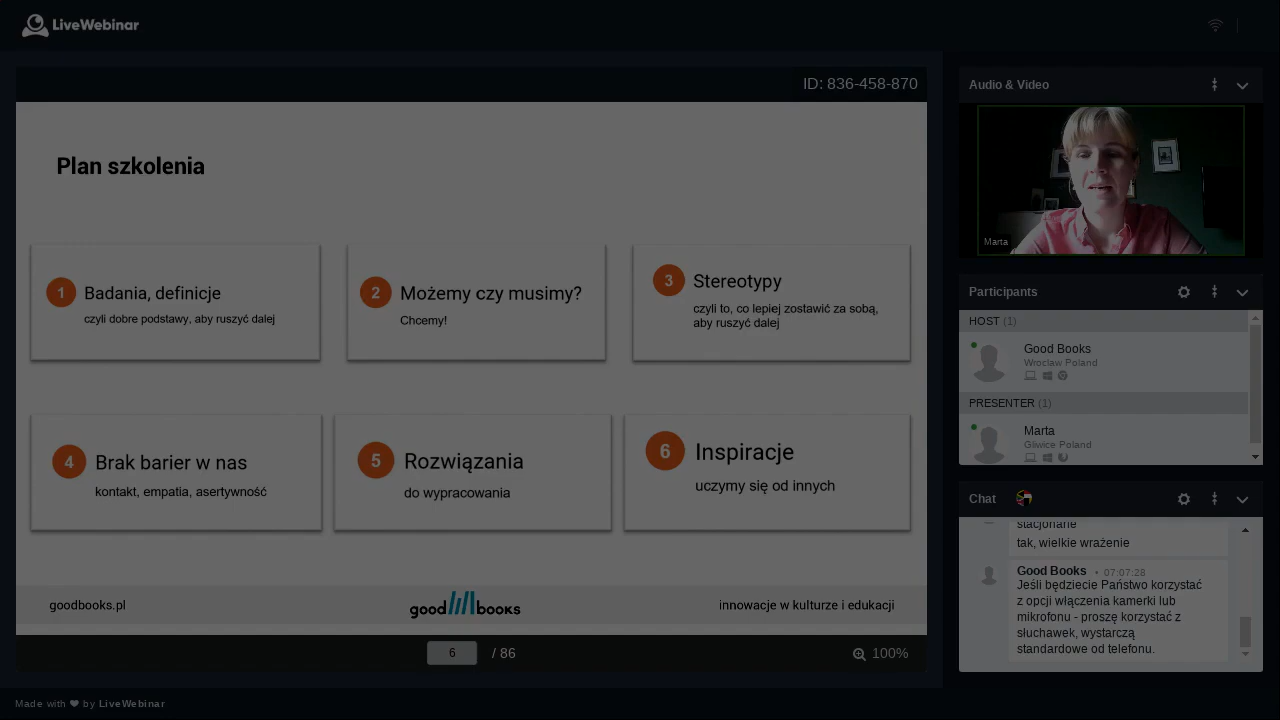 LiveWebinar
ID: 836-458-870
Plan szkolenia
1
Badania, definicje
czyli dobre podstawy, aby ruszyć dalej
2
Możemy czy musimy?
Chcemy!
3
Stereotypy
czyli to, co lepiej zostawić za sobą,
aby ruszyć dalej
4
Brak barier w nas
kontakt, empatia, asertywność
5
Rozwiązania
do wypracowania
6
Inspiracje
uczymy się od innych
goodbooks.pl
good books
innowacje w kulturze i edukacji
6 / 86
100%
Audio & Video
Marta
Participants
HOST (1)
Good Books
Wroclaw Poland
PRESENTER (1)
Marta
Gliwice Poland
Chat
stacjonarne
tak, wielkie wrażenie
Good Books • 07:07:28
Jeśli będziecie Państwo korzystać
z opcji włączenia kamerki lub
mikrofonu - proszę korzystać z
słuchawek, wystarczą
standardowe od telefonu.
Made with ❤ by LiveWebinar